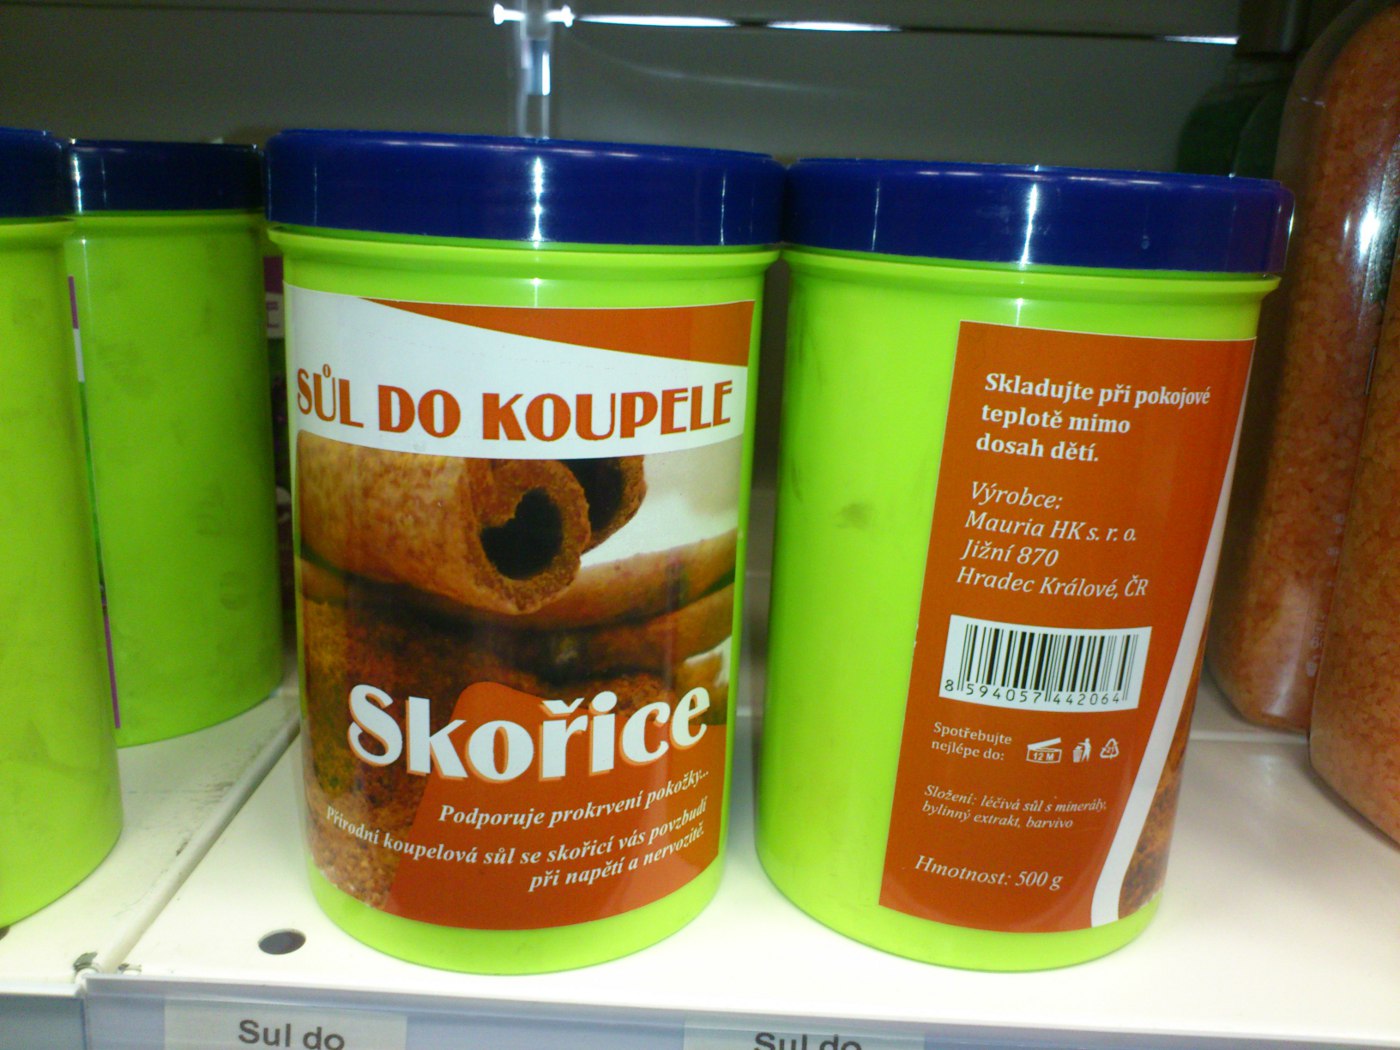 SŮL DO KOUPELE
Skořice
Podporuje prokrvení pokožky...
Přírodní koupelová sůl se skořicí vás povzbudí
při napětí a nervozitě.
Skladujte při pokojové
teplotě mimo
dosah dětí.
Výrobce:
Mauria HK s. r. o.
Jižní 870
Hradec Králové, ČR
8 594057 442064
Spotřebujte
nejlépe do:
12 M
Složení: léčivá sůl s minerály,
bylinný extrakt, barvivo
Hmotnost: 500 g
Sul do
Sul do